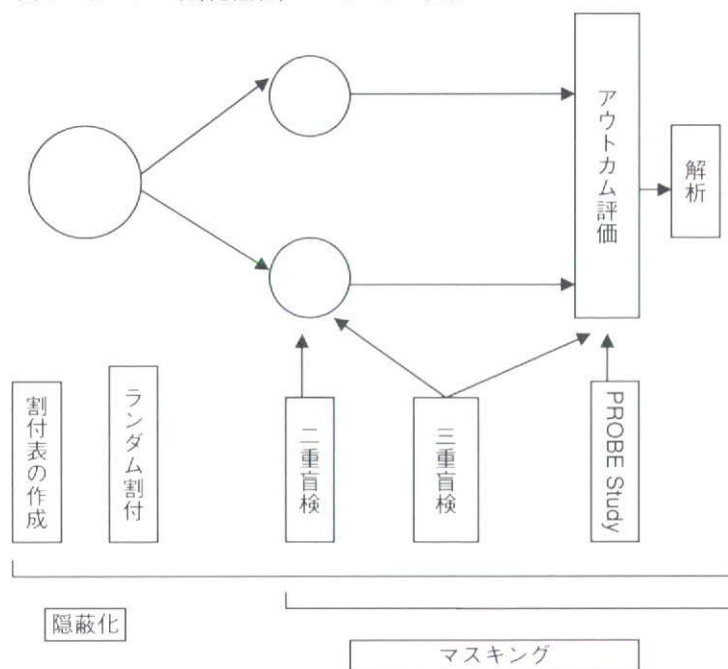 アウトカム評価
解析
割付表の作成
ランダム割付
二重盲検
三重盲検
PROBE Study
隠蔽化
マスキング